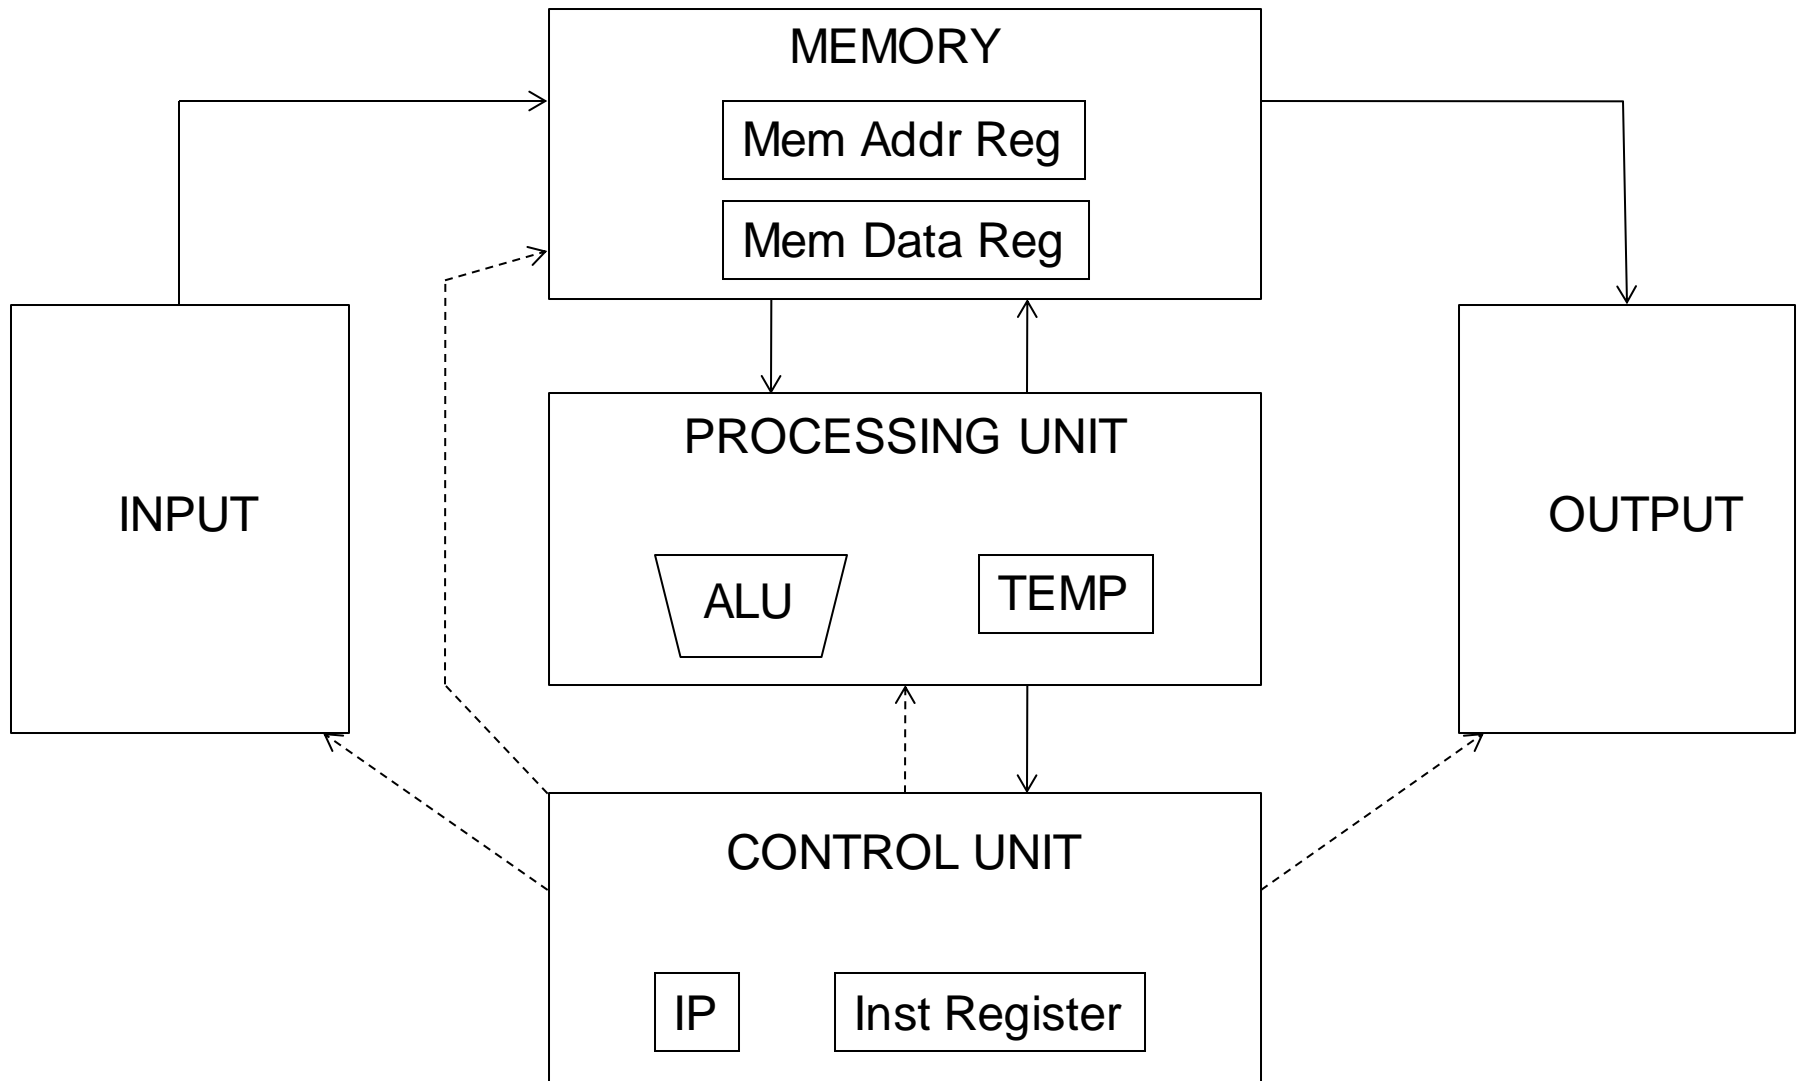 MEMORY
Mem Addr Reg
Mem Data Reg
INPUT
PROCESSING UNIT
ALU
TEMP
OUTPUT
CONTROL UNIT
IP
Inst Register